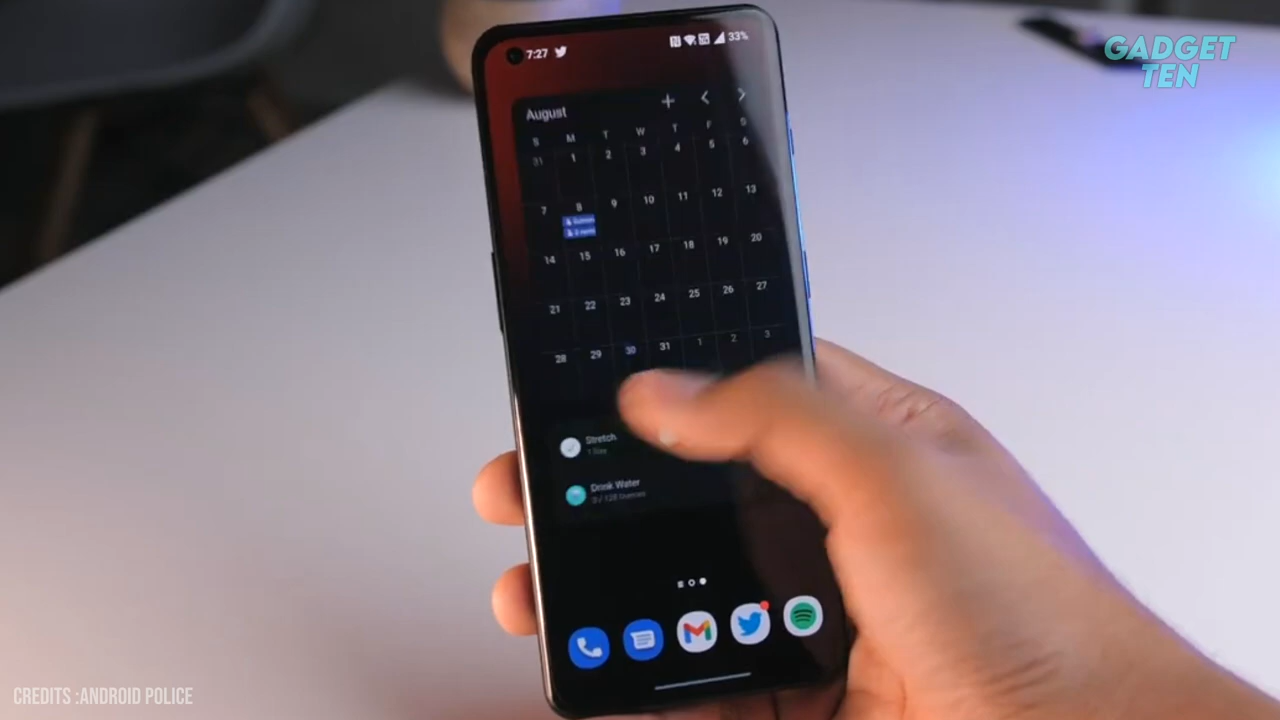 GADGET
TEN
7:27
33%
August
S M T W T F S
31 1 2 3 4 5 6
7 8 9 10 11 12 13
14 15 16 17 18 19 20
21 22 23 24 25 26 27
28 29 30 31 1 2 3
Stretch
Drink Water
CREDITS :ANDROID POLICE